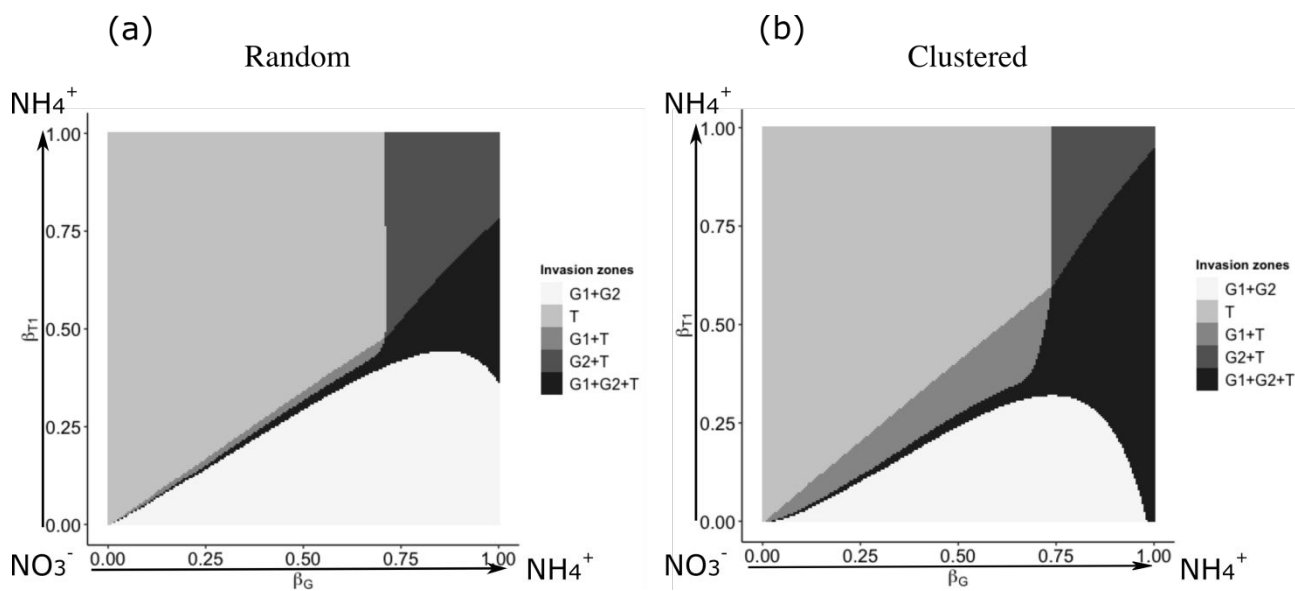 (a)
Random
NH₄⁺
1.00
0.75
0.50
0.25
0.00
βT1
Invasion zones
G1+G2
T
G1+T
G2+T
G1+G2+T
0.00 0.25 0.50 0.75 1.00
NO₃⁻
βG
NH₄⁺
(b)
Clustered
NH₄⁺
1.00
0.75
0.50
0.25
0.00
βT1
Invasion zones
G1+G2
T
G1+T
G2+T
G1+G2+T
0.00 0.25 0.50 0.75 1.00
NO₃⁻
βG
NH₄⁺